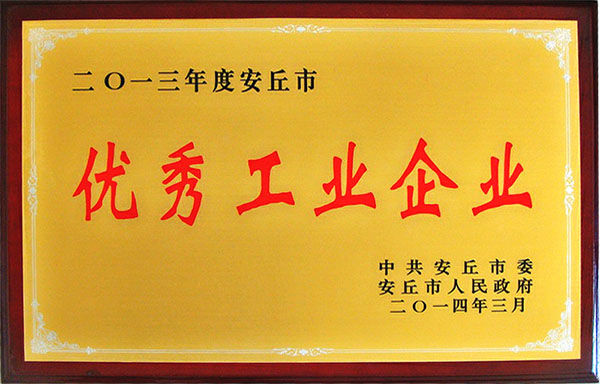 二〇一三年度安丘市
优秀工业企业
中共安丘市委
安丘市人民政府
二〇一四年三月